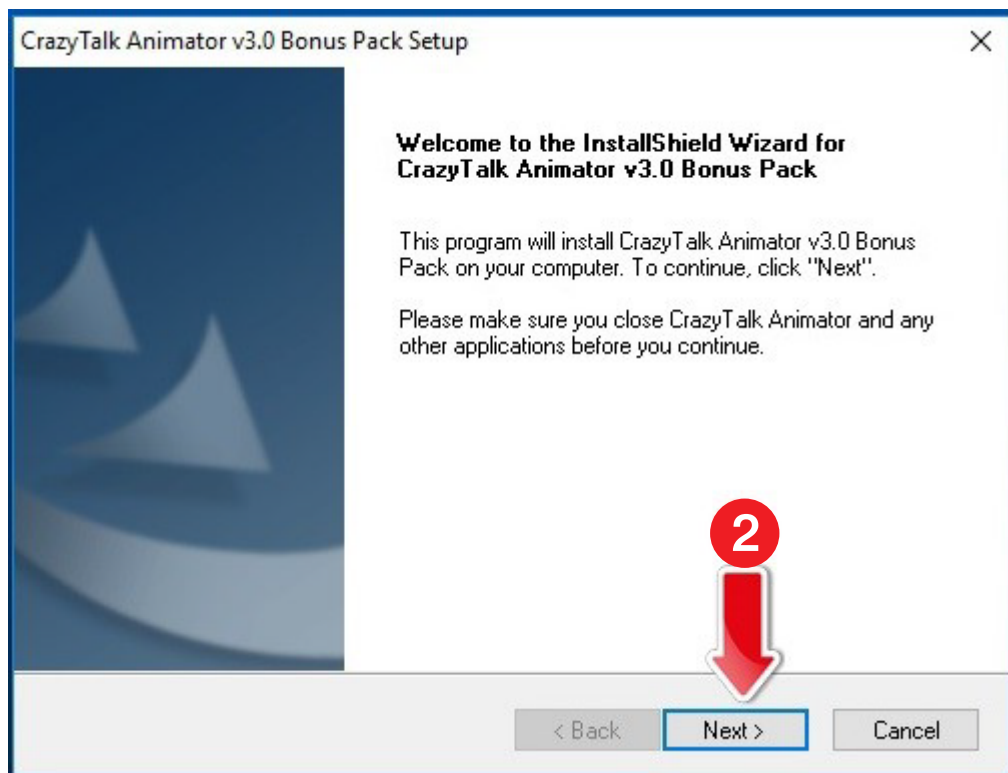 CrazyTalk Animator v3.0 Bonus Pack Setup
Welcome to the InstallShield Wizard for
CrazyTalk Animator v3.0 Bonus Pack
This program will install CrazyTalk Animator v3.0 Bonus
Pack on your computer. To continue, click "Next".
Please make sure you close CrazyTalk Animator and any
other applications before you continue.
2
< Back Next > Cancel